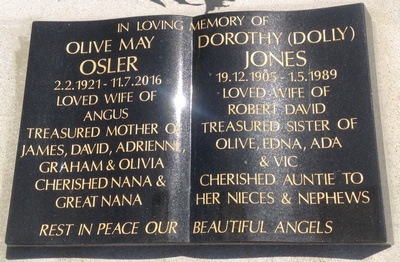 IN LOVING MEMORY OF
OLIVE MAY
OSLER
2.2.1921 - 11.7.2016
LOVED WIFE OF
ANGUS
TREASURED MOTHER OF
JAMES, DAVID, ADRIENNE,
GRAHAM & OLIVIA
CHERISHED NANA &
GREAT NANA
DOROTHY (DOLLY)
JONES
19.12.1905 - 1.5.1989
LOVED WIFE OF
ROBERT DAVID
TREASURED SISTER OF
OLIVE, EDNA, ADA
& VIC
CHERISHED AUNTIE TO
HER NIECES & NEPHEWS
REST IN PEACE OUR BEAUTIFUL ANGELS